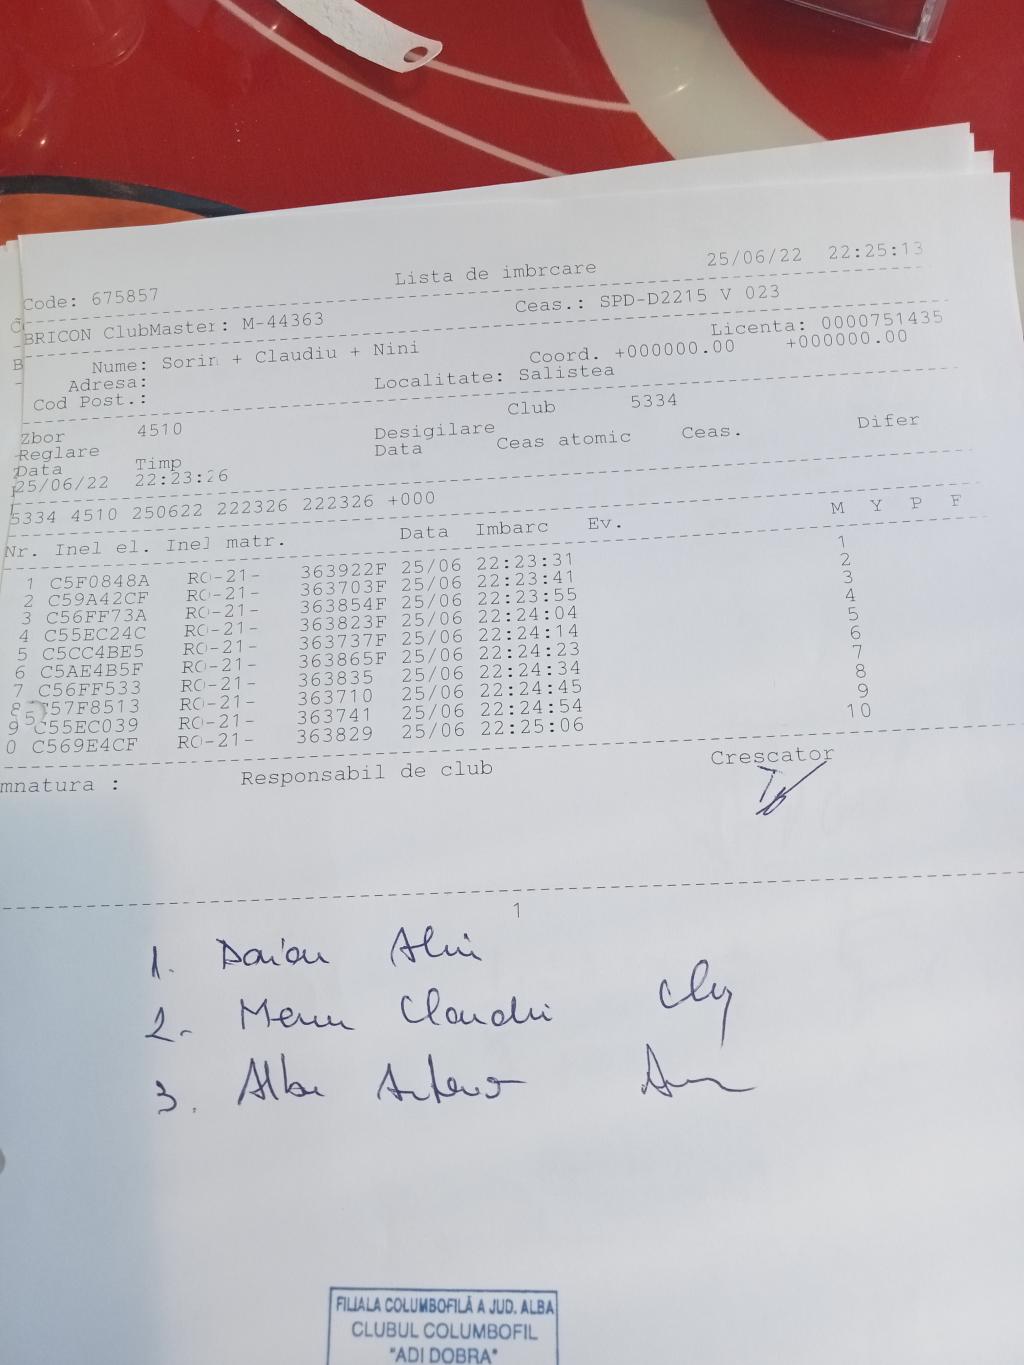 Lista de imbrcare 25/06/22 22:25:13
Code: 675857
BRICON ClubMaster: M-44363 Ceas.: SPD-D2215 V 023
Licenta: 0000751435
Nume: Sorin + Claudiu + Nini Coord. +000000.00 +000000.00
Adresa: Localitate: Salistea
Cod Post.:
Club 5334
Zbor 4510
Reglare Desigilare
Data Timp Data Ceas atomic Ceas. Difer
25/06/22 22:23:26
5334 4510 250622 222326 222326 +000
Nr. Inel el. Inel matr. Data Imbarc Ev. M Y P F
1 C5F0848A RO-21- 363922F 25/06 22:23:31 1
2 C59A42CF RO-21- 363703F 25/06 22:23:41 2
3 C56FF73A RO-21- 363854F 25/06 22:23:55 3
4 C55EC24C RO-21- 363823F 25/06 22:24:04 4
5 C5CC4BE5 RO-21- 363737F 25/06 22:24:14 5
6 C5AE4B5F RO-21- 363865F 25/06 22:24:23 6
7 C56FF533 RO-21- 363835 25/06 22:24:34 7
8 57F8513 RO-21- 363710 25/06 22:24:45 8
9 C55EC039 RO-21- 363741 25/06 22:24:54 9
0 C569E4CF RO-21- 363829 25/06 22:25:06 10
mnatura : Responsabil de club Crescator
1
1. Alin
2. Claudiu
3. Alba
FILIALA COLUMBOFILĂ A JUD. ALBA
CLUBUL COLUMBOFIL
"ADI DOBRA"